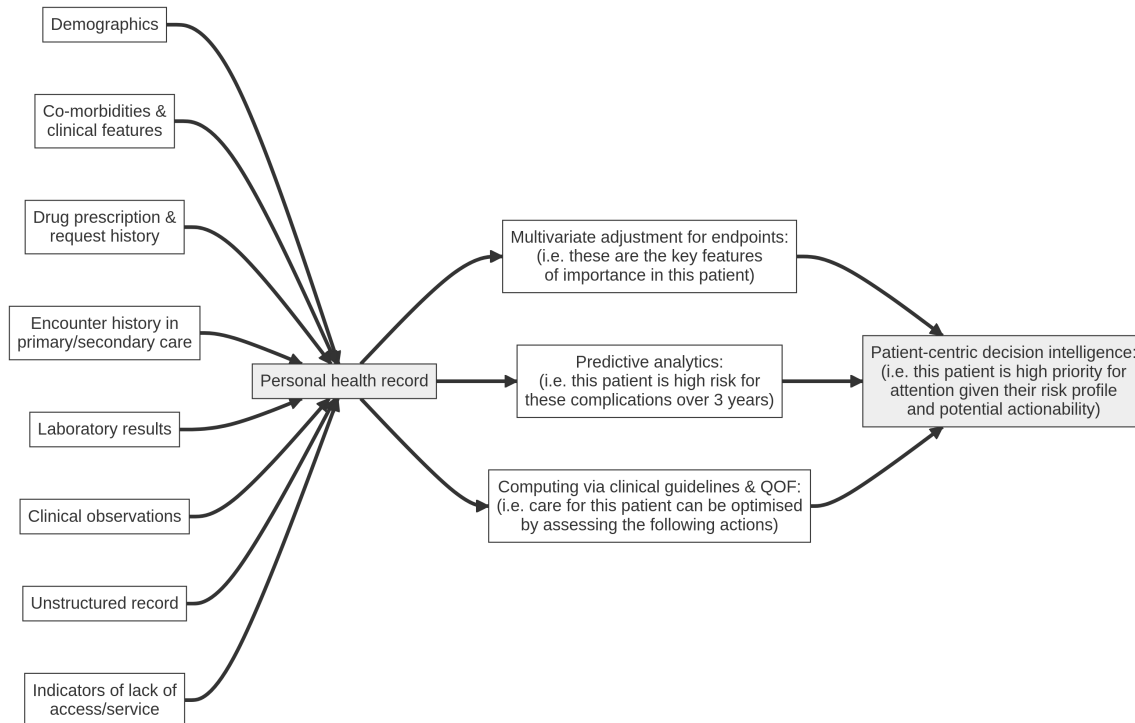 Demographics
Co-morbidities &
clinical features
Drug prescription &
request history
Encounter history in
primary/secondary care
Laboratory results
Clinical observations
Unstructured record
Indicators of lack of
access/service
Personal health record
Multivariate adjustment for endpoints:
(i.e. these are the key features
of importance in this patient)
Predictive analytics:
(i.e. this patient is high risk for
these complications over 3 years)
Computing via clinical guidelines & QOF:
(i.e. care for this patient can be optimised
by assessing the following actions)
Patient-centric decision intelligence:
(i.e. this patient is high priority for
attention given their risk profile
and potential actionability)